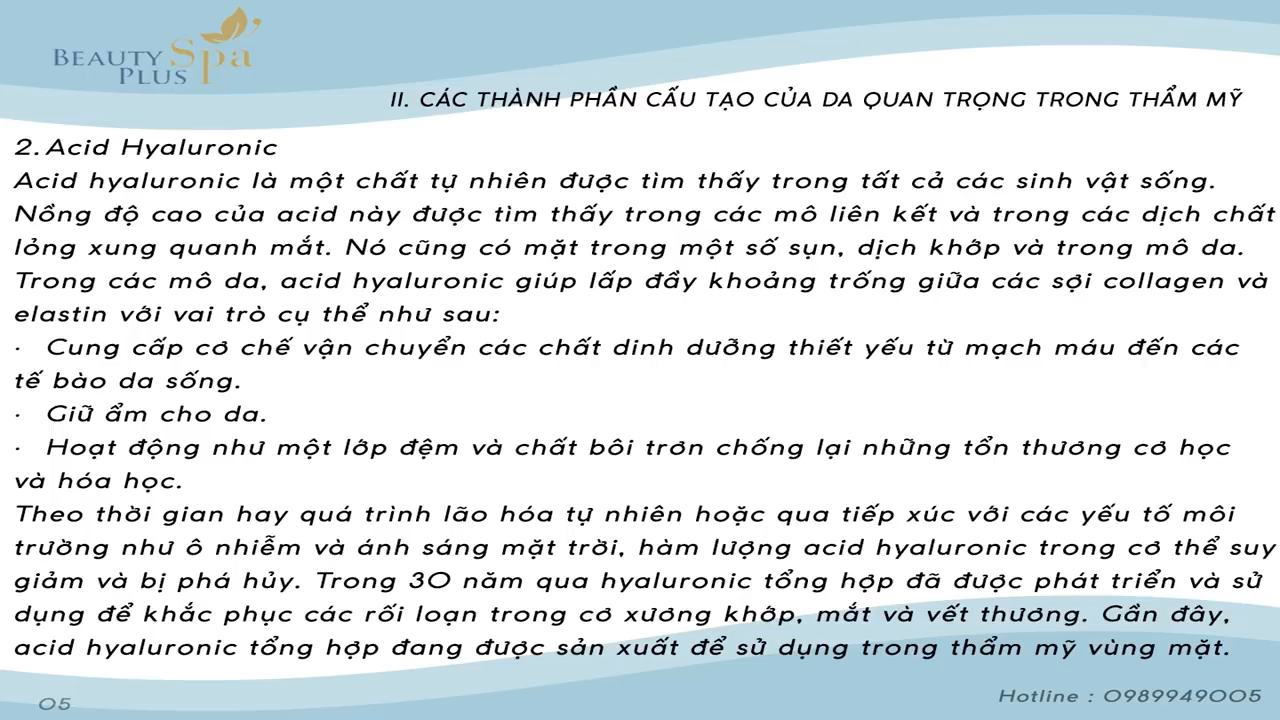 BEAUTY Spa
PLUS
II. CÁC THÀNH PHẦN CẤU TẠO CỦA DA QUAN TRỌNG TRONG THẨM MỸ
2. Acid Hyaluronic
Acid hyaluronic là một chất tự nhiên được tìm thấy trong tất cả các sinh vật sống.
Nồng độ cao của acid này được tìm thấy trong các mô liên kết và trong các dịch chất
lỏng xung quanh mắt. Nó cũng có mặt trong một số sụn, dịch khớp và trong mô da.
Trong các mô da, acid hyaluronic giúp lấp đầy khoảng trống giữa các sợi collagen và
elastin với vai trò cụ thể như sau:
· Cung cấp cơ chế vận chuyển các chất dinh dưỡng thiết yếu từ mạch máu đến các
tế bào da sống.
· Giữ ẩm cho da.
· Hoạt động như một lớp đệm và chất bôi trơn chống lại những tổn thương cơ học
và hóa học.
Theo thời gian hay quá trình lão hóa tự nhiên hoặc qua tiếp xúc với các yếu tố môi
trường như ô nhiễm và ánh sáng mặt trời, hàm lượng acid hyaluronic trong cơ thể suy
giảm và bị phá hủy. Trong 30 năm qua hyaluronic tổng hợp đã được phát triển và sử
dụng để khắc phục các rối loạn trong cơ xương khớp, mắt và vết thương. Gần đây,
acid hyaluronic tổng hợp đang được sản xuất để sử dụng trong thẩm mỹ vùng mặt.
05
Hotline : 0989949005